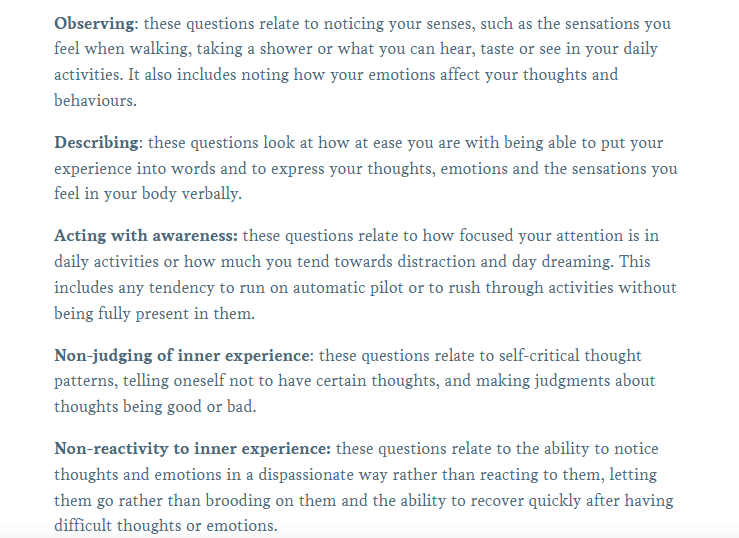 Observing: these questions relate to noticing your senses, such as the sensations you
feel when walking, taking a shower or what you can hear, taste or see in your daily
activities. It also includes noting how your emotions affect your thoughts and
behaviours.
Describing: these questions look at how at ease you are with being able to put your
experience into words and to express your thoughts, emotions and the sensations you
feel in your body verbally.
Acting with awareness: these questions relate to how focused your attention is in
daily activities or how much you tend towards distraction and day dreaming. This
includes any tendency to run on automatic pilot or to rush through activities without
being fully present in them.
Non-judging of inner experience: these questions relate to self-critical thought
patterns, telling oneself not to have certain thoughts, and making judgments about
thoughts being good or bad.
Non-reactivity to inner experience: these questions relate to the ability to notice
thoughts and emotions in a dispassionate way rather than reacting to them, letting
them go rather than brooding on them and the ability to recover quickly after having
difficult thoughts or emotions.